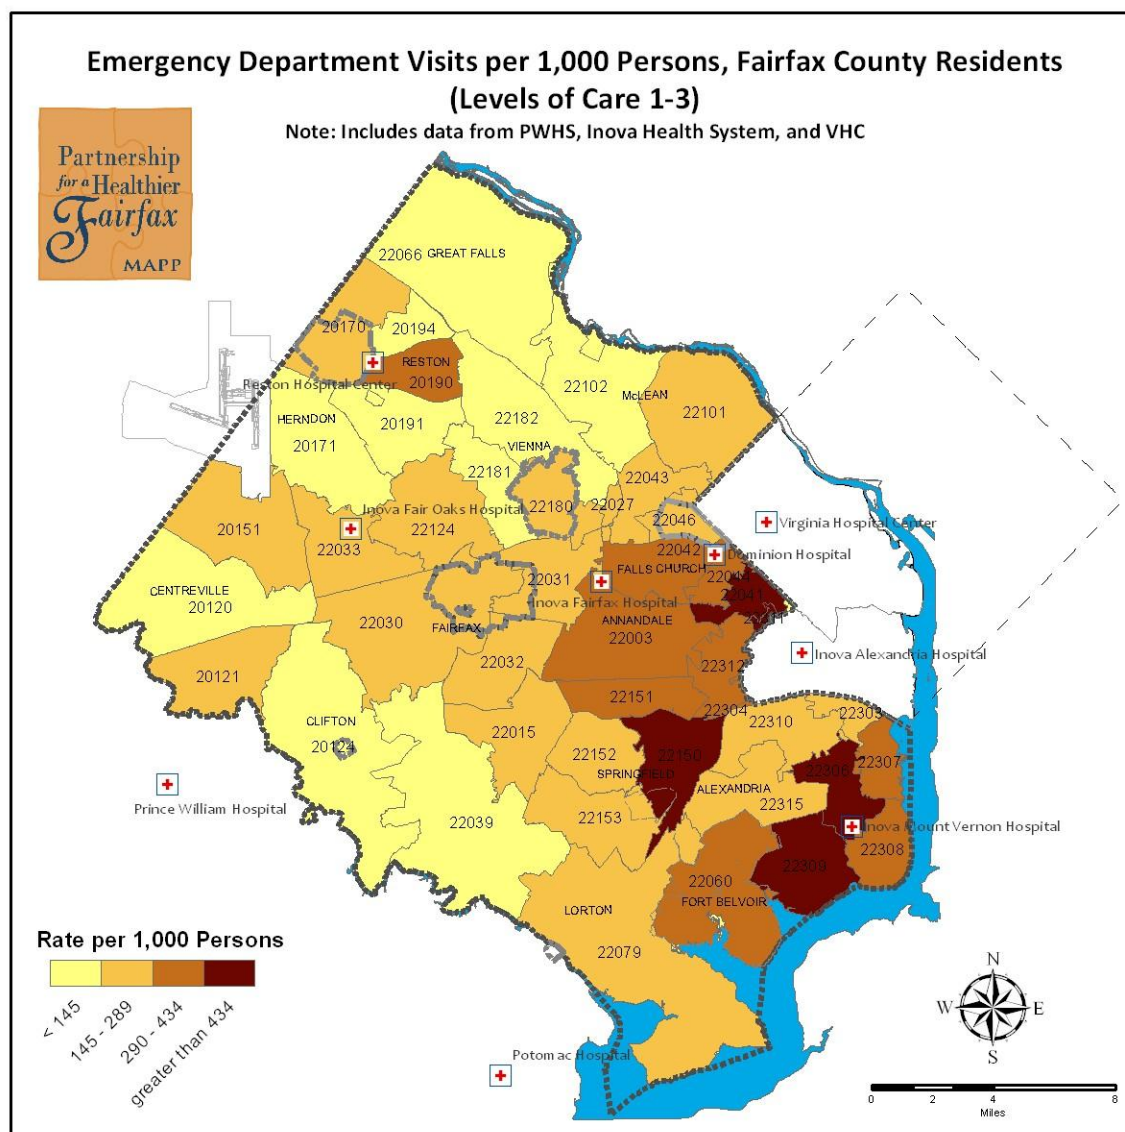 Emergency Department Visits per 1,000 Persons, Fairfax County Residents
(Levels of Care 1-3)
Note: Includes data from PWHS, Inova Health System, and VHC
Partnership
for a Healthier
Fairfax
MAPP
22066 GREAT FALLS
20170
20194
RESTON
20190
Reston Hospital Center
22102
McLEAN
22101
HERNDON
20171
20191
22182
VIENNA
22181
22180
22043
22027
22046
Inova Fair Oaks Hospital
20151
22033
22124
Virginia Hospital Center
22042
Dominion Hospital
FALLS CHURCH
22044
22041
22031
Inova Fairfax Hospital
CENTREVILLE
20120
22030
FAIRFAX
ANNANDALE
22003
22032
22312
Inova Alexandria Hospital
20121
22151
22304
CLIFTON
20124
22015
22310
22303
22152
22150
SPRINGFIELD
22306
22307
ALEXANDRIA
22315
Prince William Hospital
22039
22153
Inova Mount Vernon Hospital
22308
22309
22060
FORT BELVOIR
LORTON
22079
Potomac Hospital
Rate per 1,000 Persons
< 145
145 - 289
290 - 434
greater than 434
N
W E
S
0 2 4 8
Miles